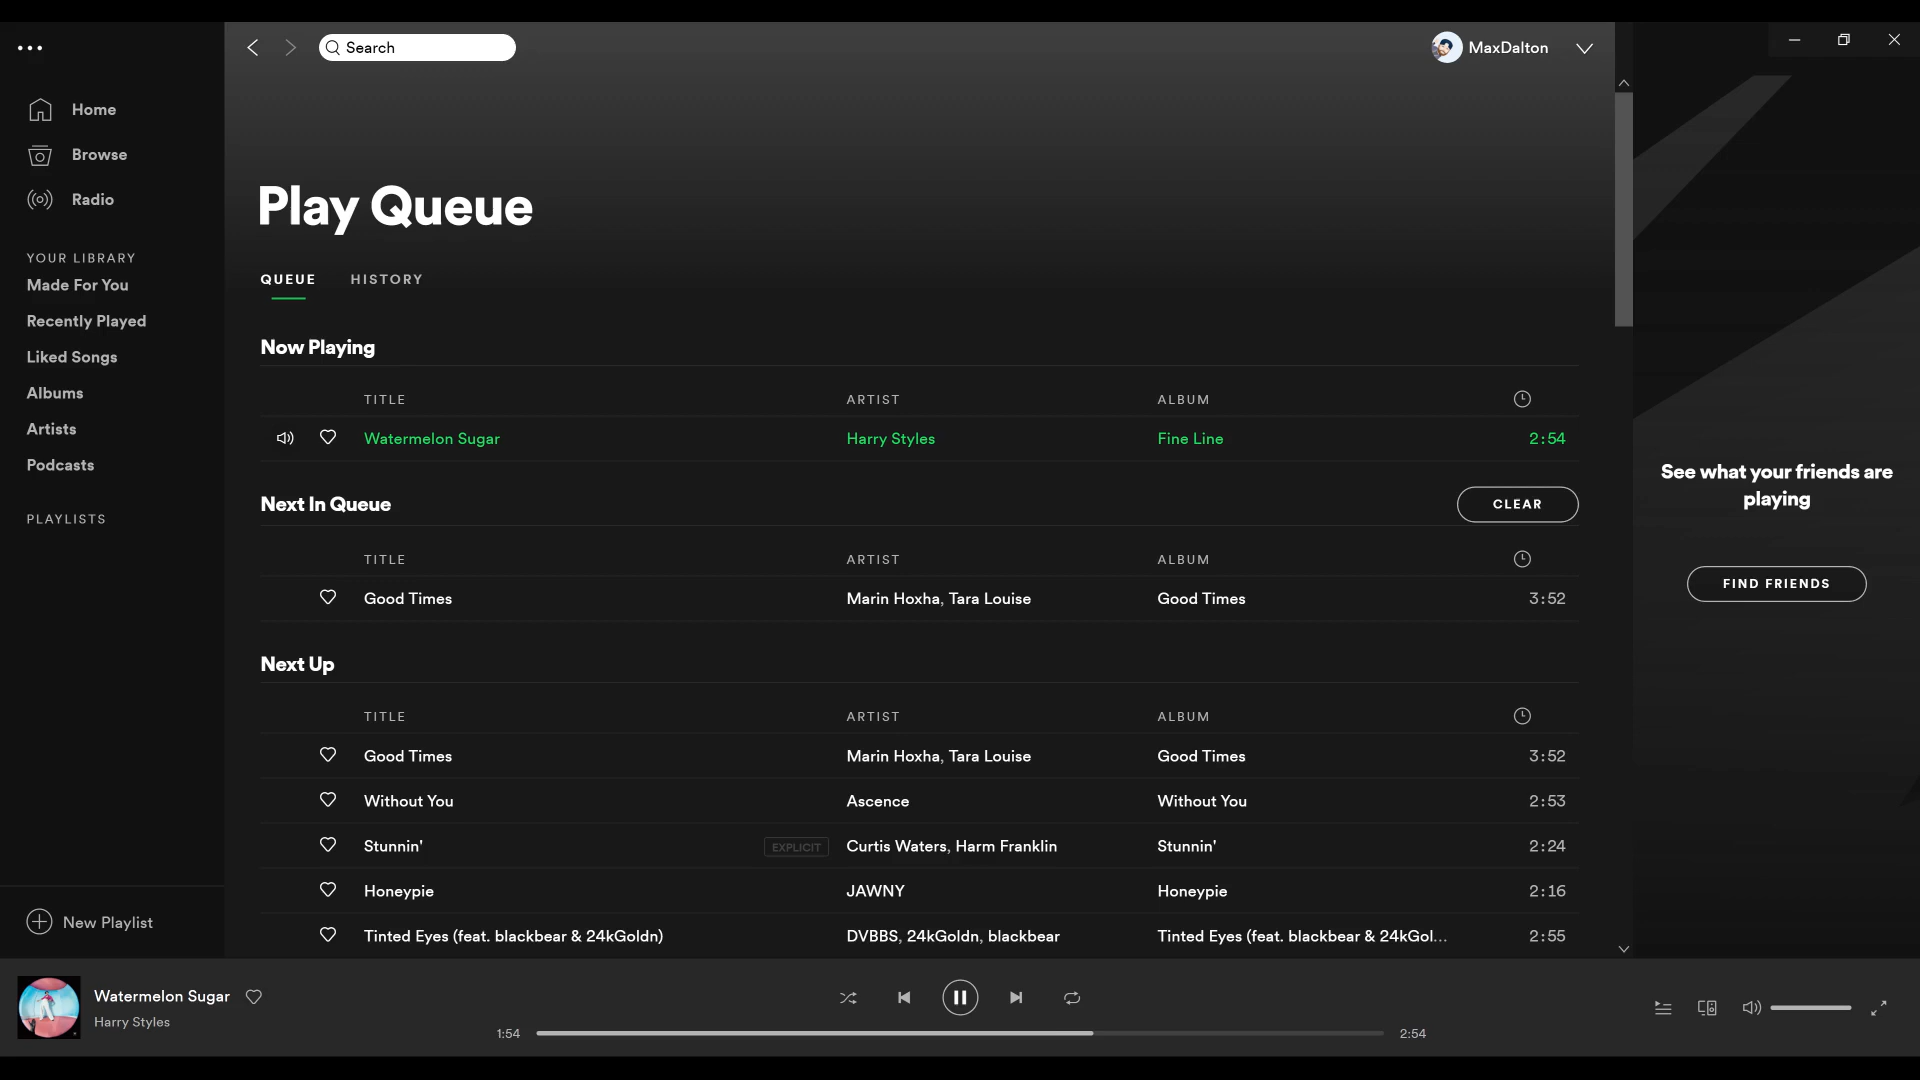 Search
MaxDalton
Home
Browse
Radio
YOUR LIBRARY
Made For You
Recently Played
Liked Songs
Albums
Artists
Podcasts
PLAYLISTS
New Playlist
Play Queue
QUEUE HISTORY
Now Playing
TITLE ARTIST ALBUM
Watermelon Sugar Harry Styles Fine Line 2:54
Next In Queue CLEAR
TITLE ARTIST ALBUM
Good Times Marin Hoxha, Tara Louise Good Times 3:52
Next Up
TITLE ARTIST ALBUM
Good Times Marin Hoxha, Tara Louise Good Times 3:52
Without You Ascence Without You 2:53
Stunnin' EXPLICIT Curtis Waters, Harm Franklin Stunnin' 2:24
Honeypie JAWNY Honeypie 2:16
Tinted Eyes (feat. blackbear & 24kGoldn) DVBBS, 24kGoldn, blackbear Tinted Eyes (feat. blackbear & 24kGol... 2:55
See what your friends are
playing
FIND FRIENDS
Watermelon Sugar
Harry Styles
1:54 2:54